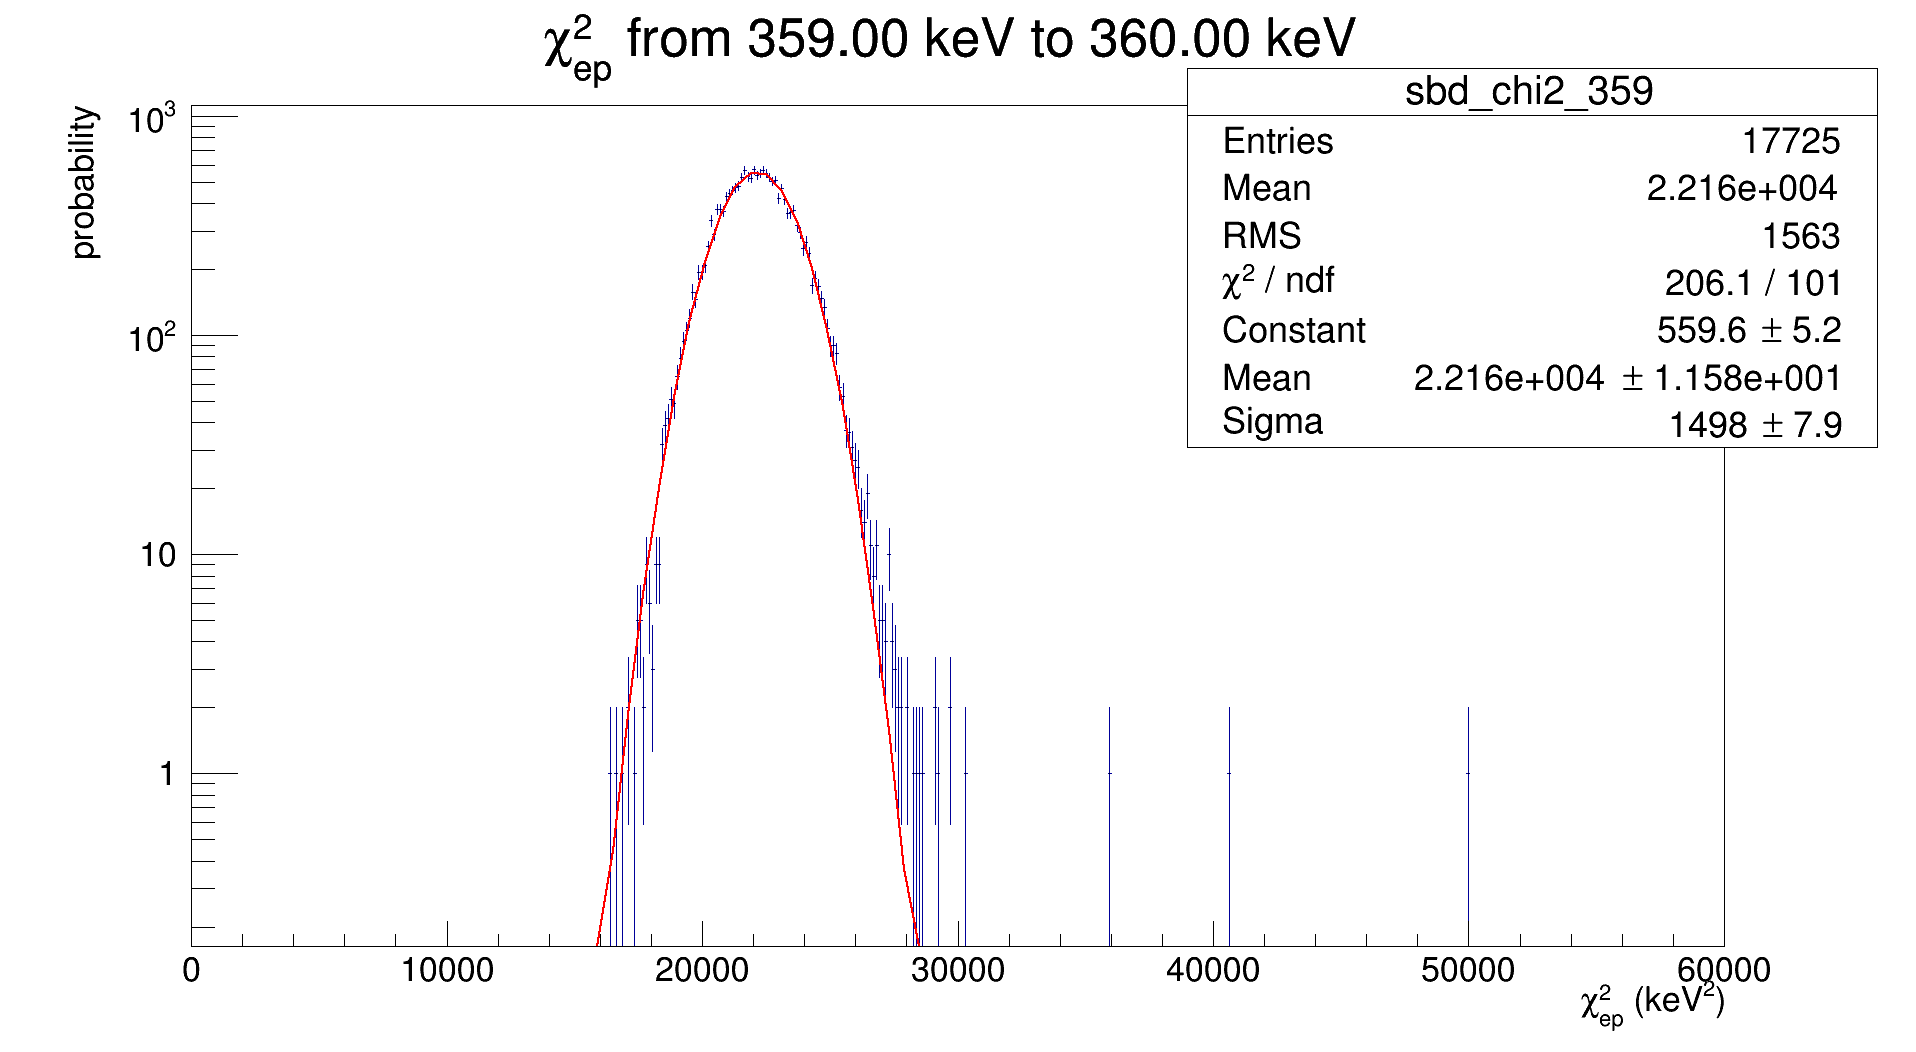 χ²ep from 359.00 keV to 360.00 keV
sbd_chi2_359
Entries 17725
Mean 2.216e+004
RMS 1563
χ² / ndf 206.1 / 101
Constant 559.6 ± 5.2
Mean 2.216e+004 ± 1.158e+001
Sigma 1498 ± 7.9
probability
10³
10²
10
1
0 10000 20000 30000 40000 50000 60000
χ²ep (keV²)